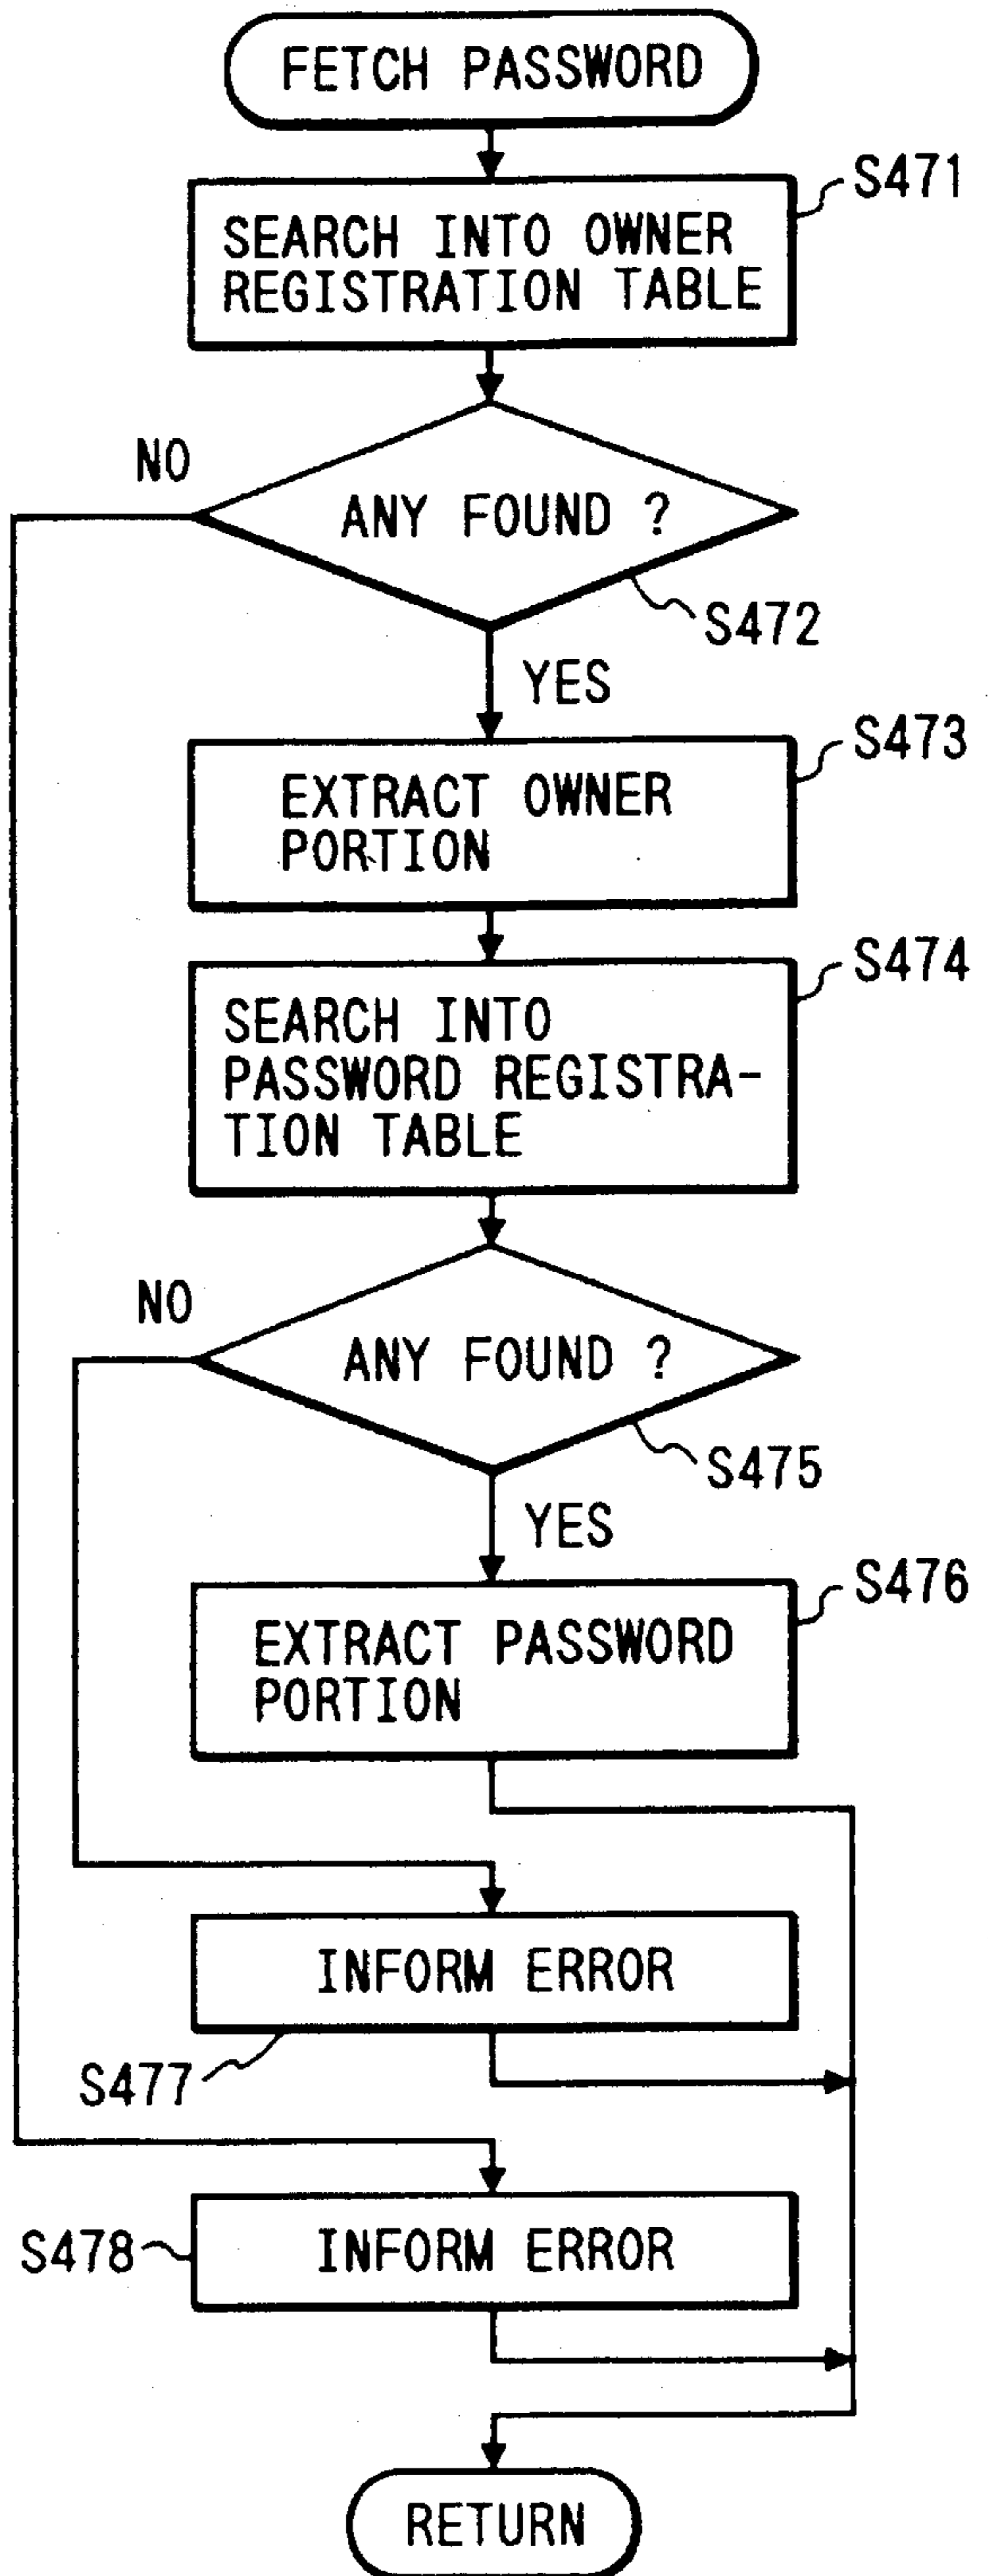 FETCH PASSWORD
S471
SEARCH INTO OWNER
REGISTRATION TABLE
NO
ANY FOUND ?
S472
YES
S473
EXTRACT OWNER
PORTION
S474
SEARCH INTO
PASSWORD REGISTRA-
TION TABLE
NO
ANY FOUND ?
S475
YES
S476
EXTRACT PASSWORD
PORTION
INFORM ERROR
S477
S478
INFORM ERROR
RETURN